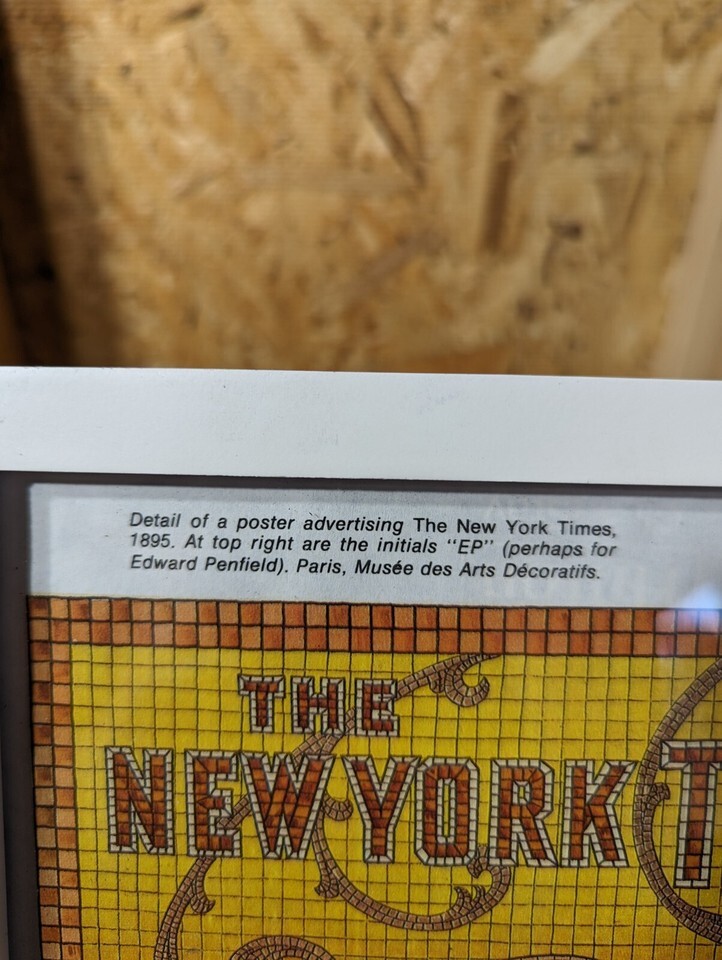 Detail of a poster advertising The New York Times,
1895. At top right are the initials "EP" (perhaps for
Edward Penfield). Paris, Musée des Arts Décoratifs.
THE
NEW YORK T